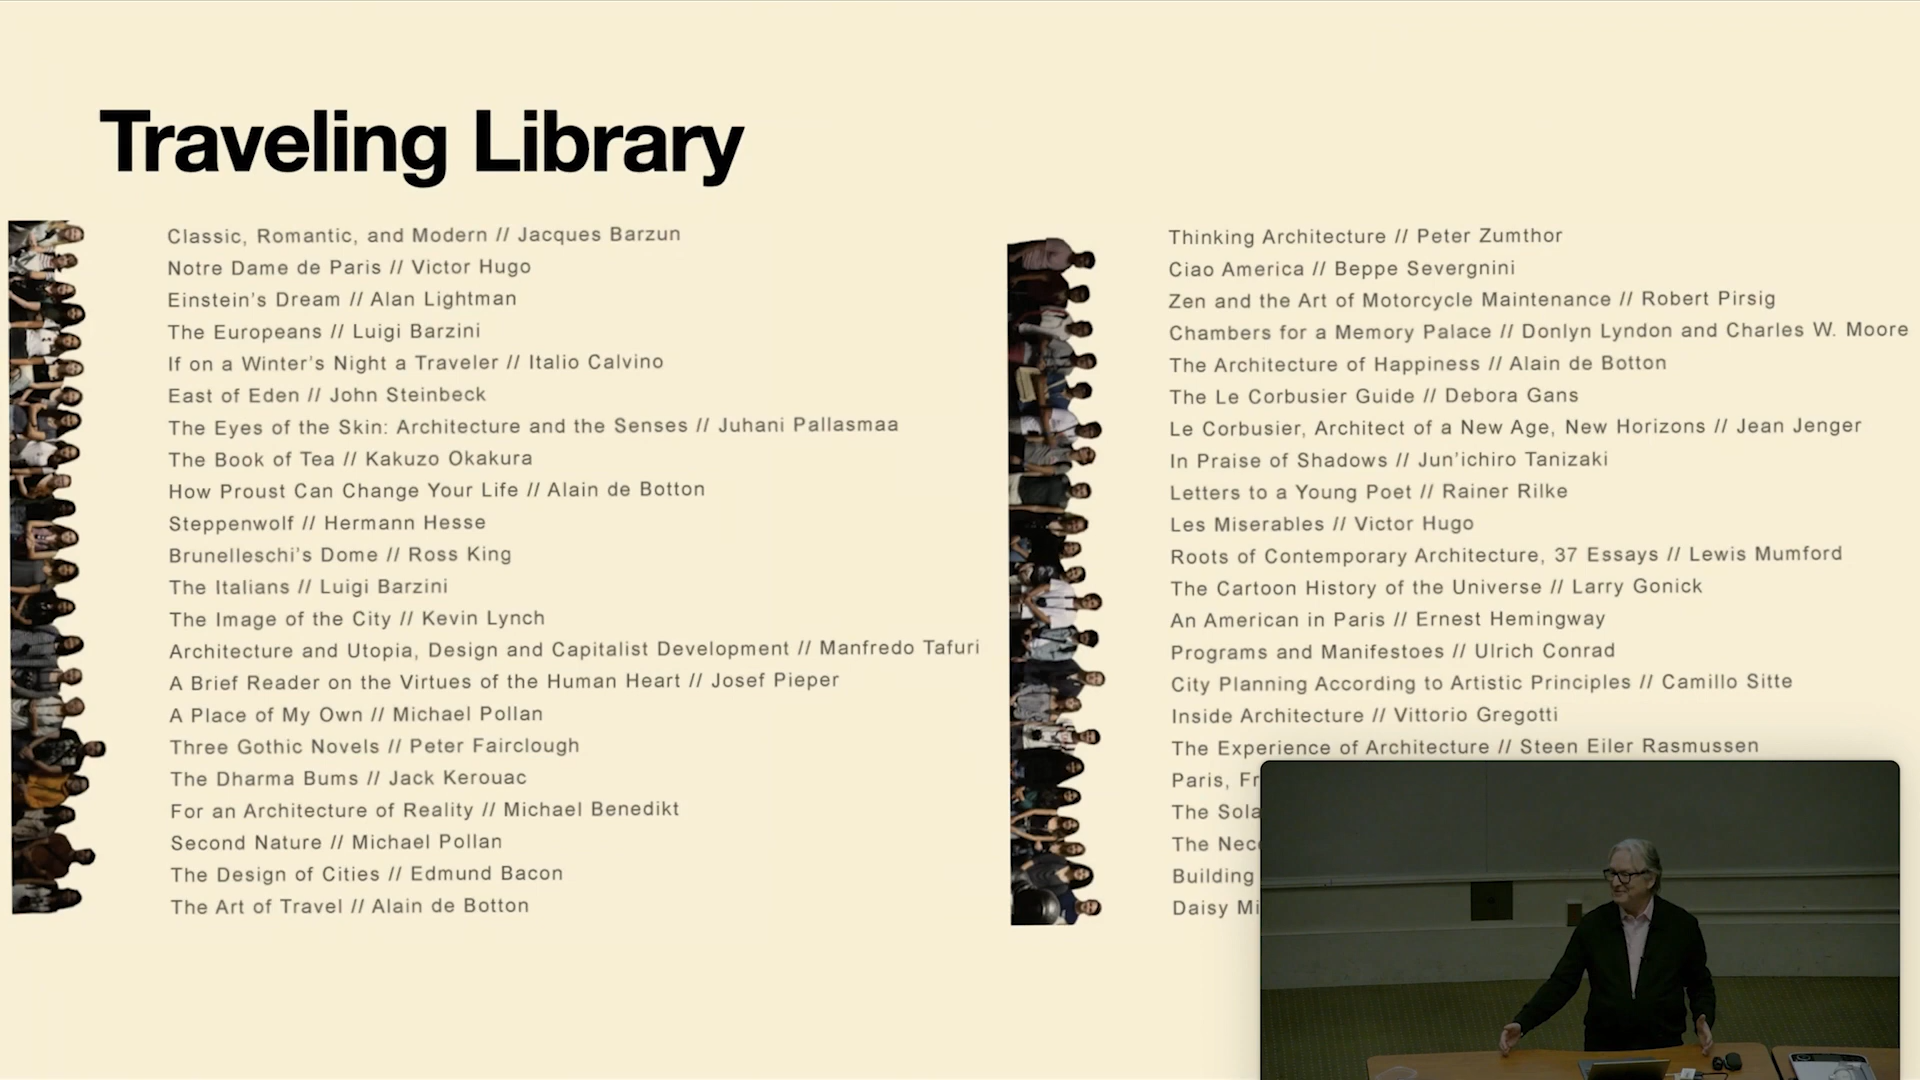 Traveling Library
Classic, Romantic, and Modern // Jacques Barzun
Notre Dame de Paris // Victor Hugo
Einstein's Dream // Alan Lightman
The Europeans // Luigi Barzini
If on a Winter's Night a Traveler // Italio Calvino
East of Eden // John Steinbeck
The Eyes of the Skin: Architecture and the Senses // Juhani Pallasmaa
The Book of Tea // Kakuzo Okakura
How Proust Can Change Your Life // Alain de Botton
Steppenwolf // Hermann Hesse
Brunelleschi's Dome // Ross King
The Italians // Luigi Barzini
The Image of the City // Kevin Lynch
Architecture and Utopia, Design and Capitalist Development // Manfredo Tafuri
A Brief Reader on the Virtues of the Human Heart // Josef Pieper
A Place of My Own // Michael Pollan
Three Gothic Novels // Peter Fairclough
The Dharma Bums // Jack Kerouac
For an Architecture of Reality // Michael Benedikt
Second Nature // Michael Pollan
The Design of Cities // Edmund Bacon
The Art of Travel // Alain de Botton
Thinking Architecture // Peter Zumthor
Ciao America // Beppe Severgnini
Zen and the Art of Motorcycle Maintenance // Robert Pirsig
Chambers for a Memory Palace // Donlyn Lyndon and Charles W. Moore
The Architecture of Happiness // Alain de Botton
The Le Corbusier Guide // Debora Gans
Le Corbusier, Architect of a New Age, New Horizons // Jean Jenger
In Praise of Shadows // Jun'ichiro Tanizaki
Letters to a Young Poet // Rainer Rilke
Les Miserables // Victor Hugo
Roots of Contemporary Architecture, 37 Essays // Lewis Mumford
The Cartoon History of the Universe // Larry Gonick
An American in Paris // Ernest Hemingway
Programs and Manifestoes // Ulrich Conrad
City Planning According to Artistic Principles // Camillo Sitte
Inside Architecture // Vittorio Gregotti
The Experience of Architecture // Steen Eiler Rasmussen
Paris, Fr
The Sola
The Nec
Building
Daisy Mi